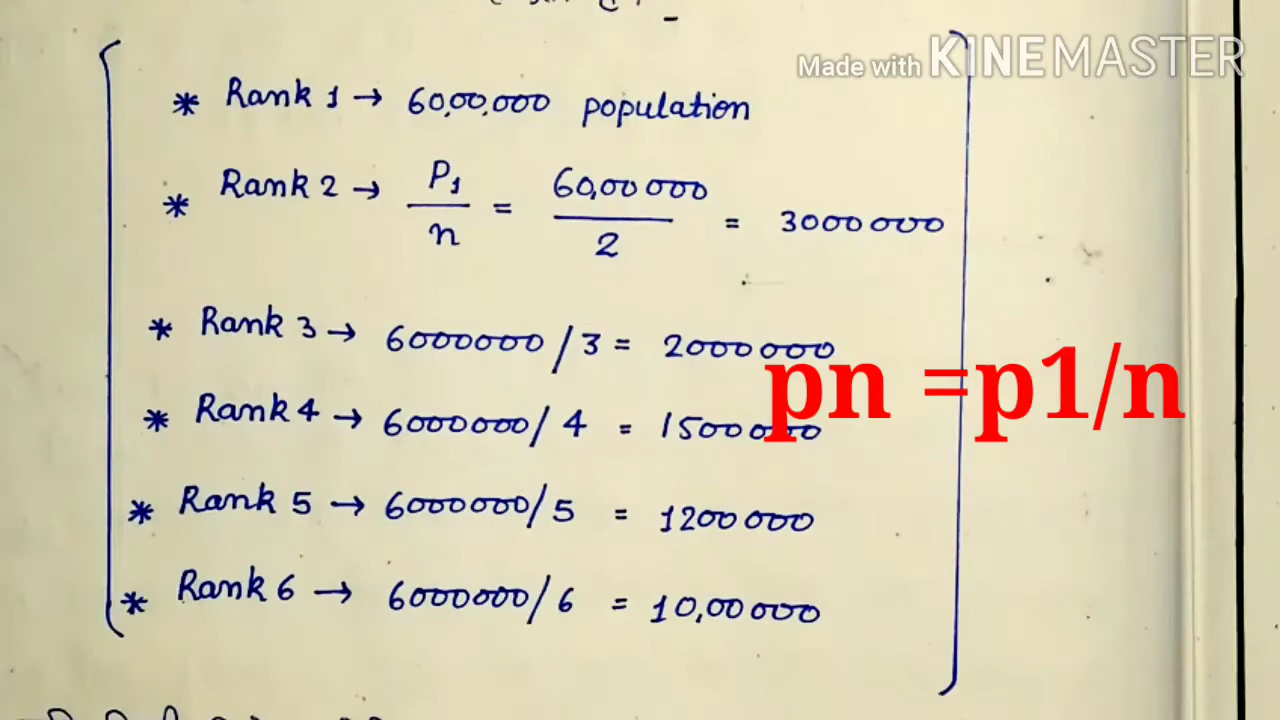 Made with KINEMASTER
* Rank 1 → 60,00,000 population
* Rank 2 → P₁/n = 60,00000/2 = 3000000
* Rank 3 → 6000000/3 = 2000000
pn =p1/n
* Rank 4 → 6000000/4 = 1500000
* Rank 5 → 6000000/5 = 1200000
* Rank 6 → 6000000/6 = 10,00000